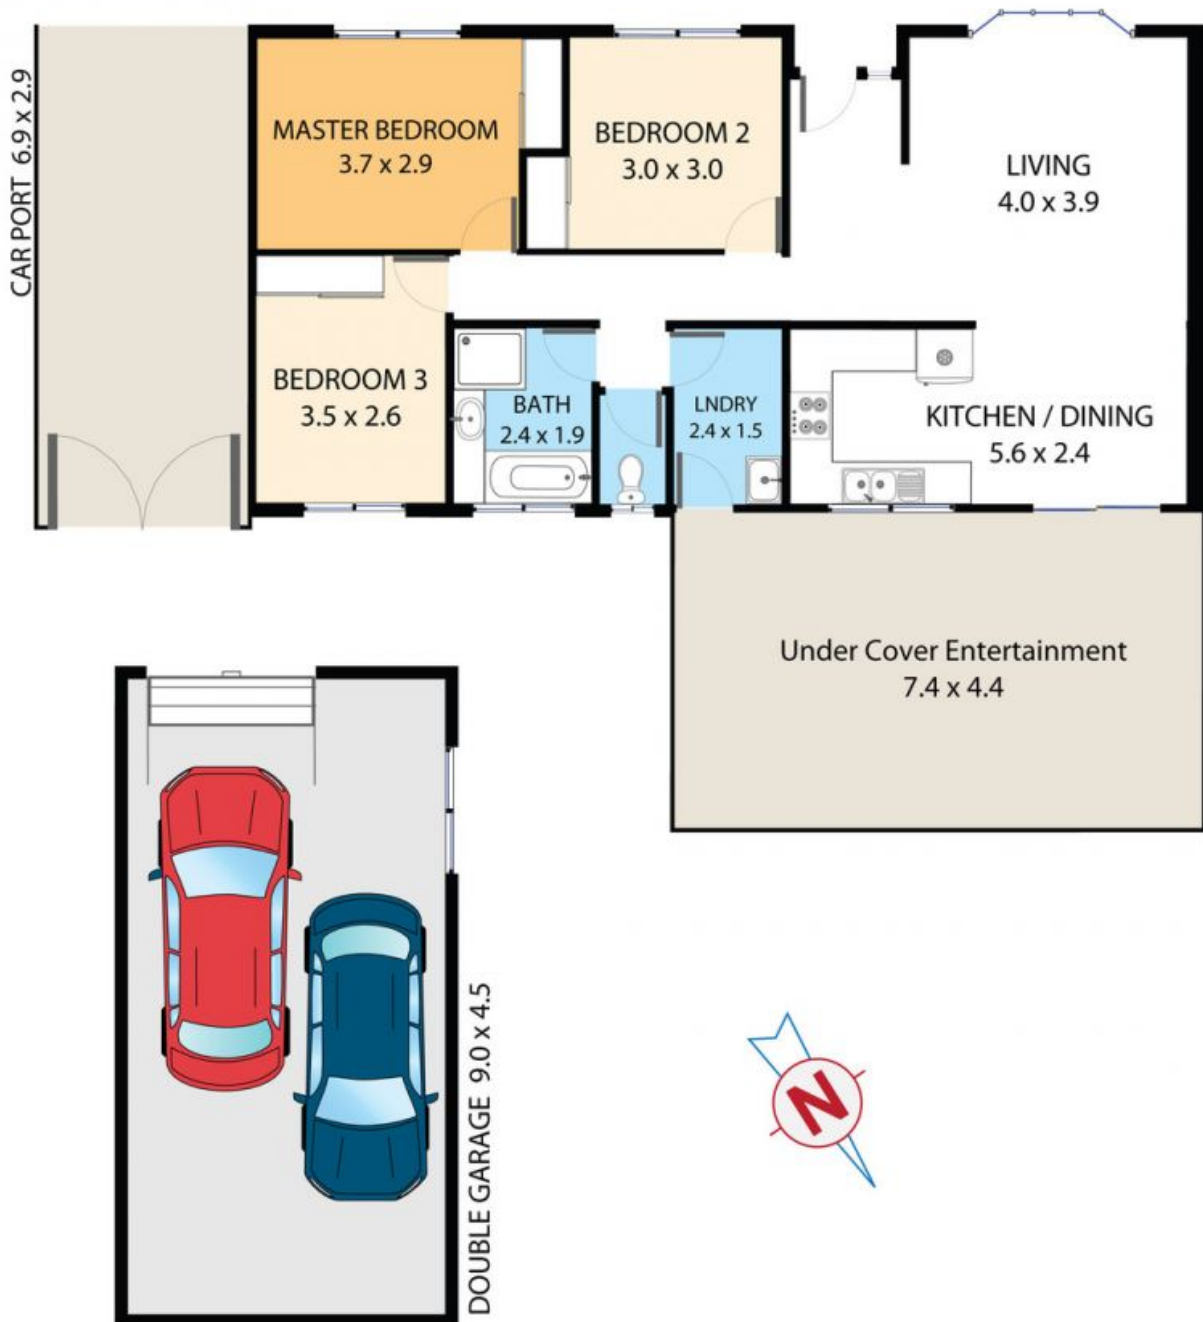 CAR PORT 6.9 x 2.9
MASTER BEDROOM
3.7 x 2.9
BEDROOM 2
3.0 x 3.0
LIVING
4.0 x 3.9
BEDROOM 3
3.5 x 2.6
BATH
2.4 x 1.9
LNDRY
2.4 x 1.5
KITCHEN / DINING
5.6 x 2.4
Under Cover Entertainment
7.4 x 4.4
DOUBLE GARAGE 9.0 x 4.5
N